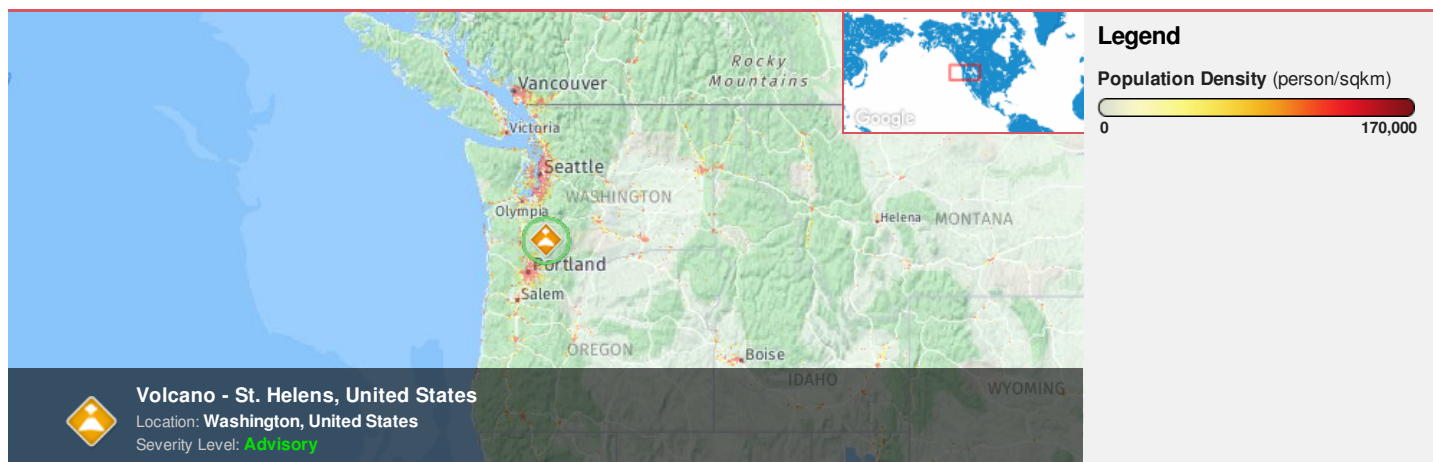 Rocky
Mountains
Vancouver
Victoria
Seattle
WASHINGTON
Olympia
Helena
MONTANA
Portland
Salem
OREGON
Boise
IDAHO
WYOMING
Google
Volcano - St. Helens, United States
Location: Washington, United States
Severity Level: Advisory
Legend
Population Density (person/sqkm)
0 170,000